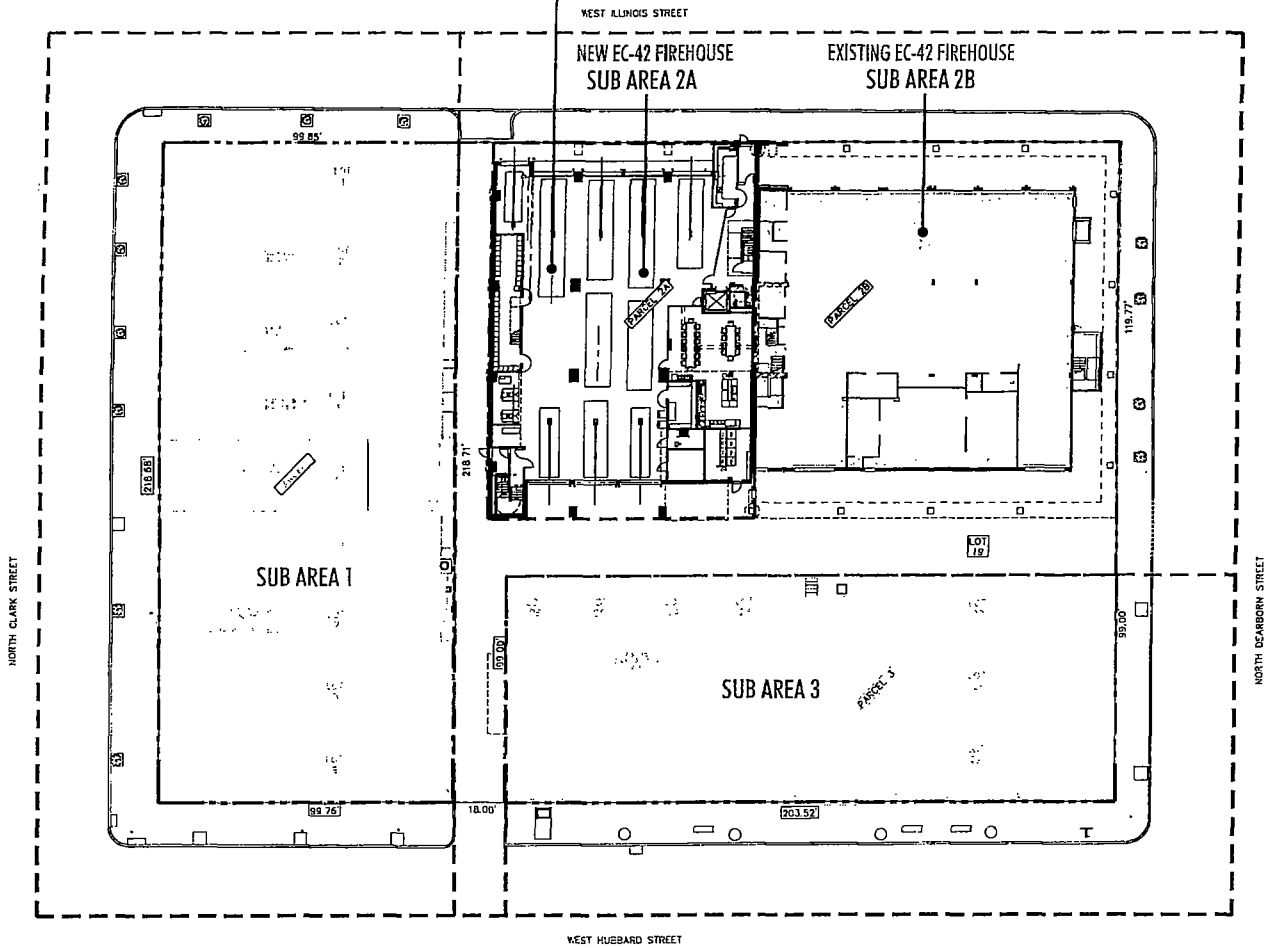 WEST ILLINOIS STREET
NEW EC-42 FIREHOUSE
SUB AREA 2A
EXISTING EC-42 FIREHOUSE
SUB AREA 2B
99.85'
PARCEL 2A
PARCEL 2B
119.77'
218.68'
218.71'
LOT
19
SUB AREA 1
NORTH CLARK STREET
NORTH DEARBORN STREET
99.00'
99.00'
SUB AREA 3
PARCEL 3
99.76'
18.00'
203.52'
WEST HUBBARD STREET